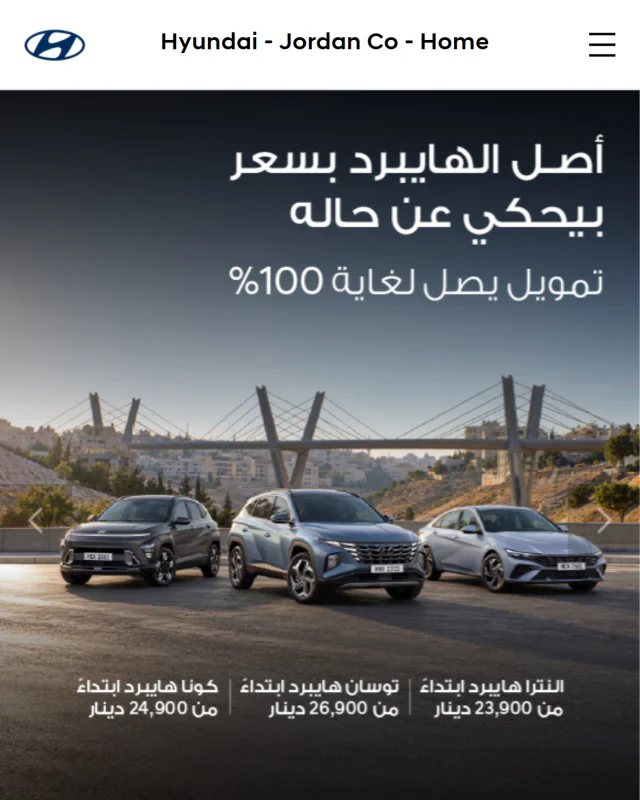 Hyundai - Jordan Co - Home
أصل الهايبرد بسعر
بيحكي عن حاله
تمويل يصل لغاية 100%
النترا هايبرد ابتداءً
من 23,900 دينار
توسان هايبرد ابتداءً
من 26,900 دينار
كونا هايبرد ابتداءً
من 24,900 دينار